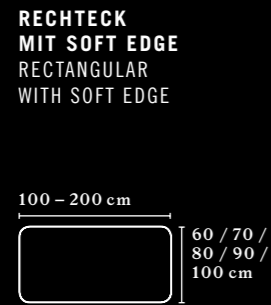 RECHTECK
MIT SOFT EDGE
RECTANGULAR
WITH SOFT EDGE
100 – 200 cm
60 / 70 /
80 / 90 /
100 cm